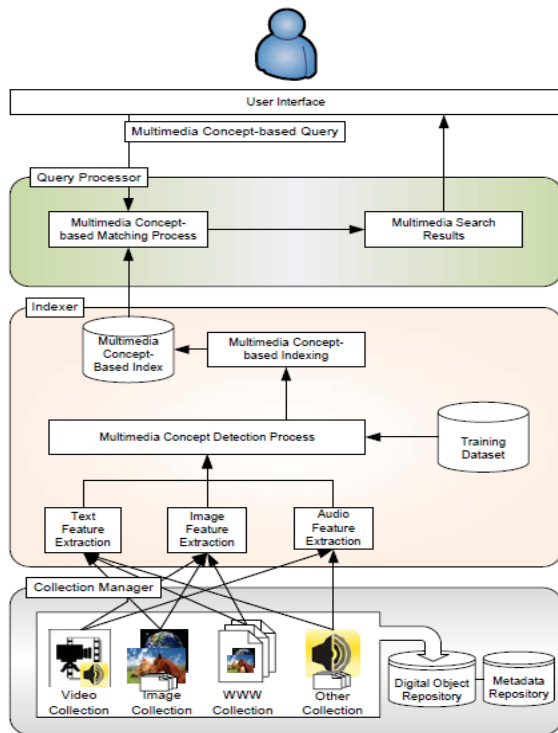 User Interface
Multimedia Concept-based Query
Query Processor
Multimedia Concept-
based Matching Process
Multimedia Search
Results
Indexer
Multimedia
Concept-
Based Index
Multimedia Concept-
based Indexing
Multimedia Concept Detection Process
Training
Dataset
Text
Feature
Extraction
Image
Feature
Extraction
Audio
Feature
Extraction
Collection Manager
Video
Collection
Image
Collection
WWW
Collection
Other
Collection
Digital Object
Repository
Metadata
Repository